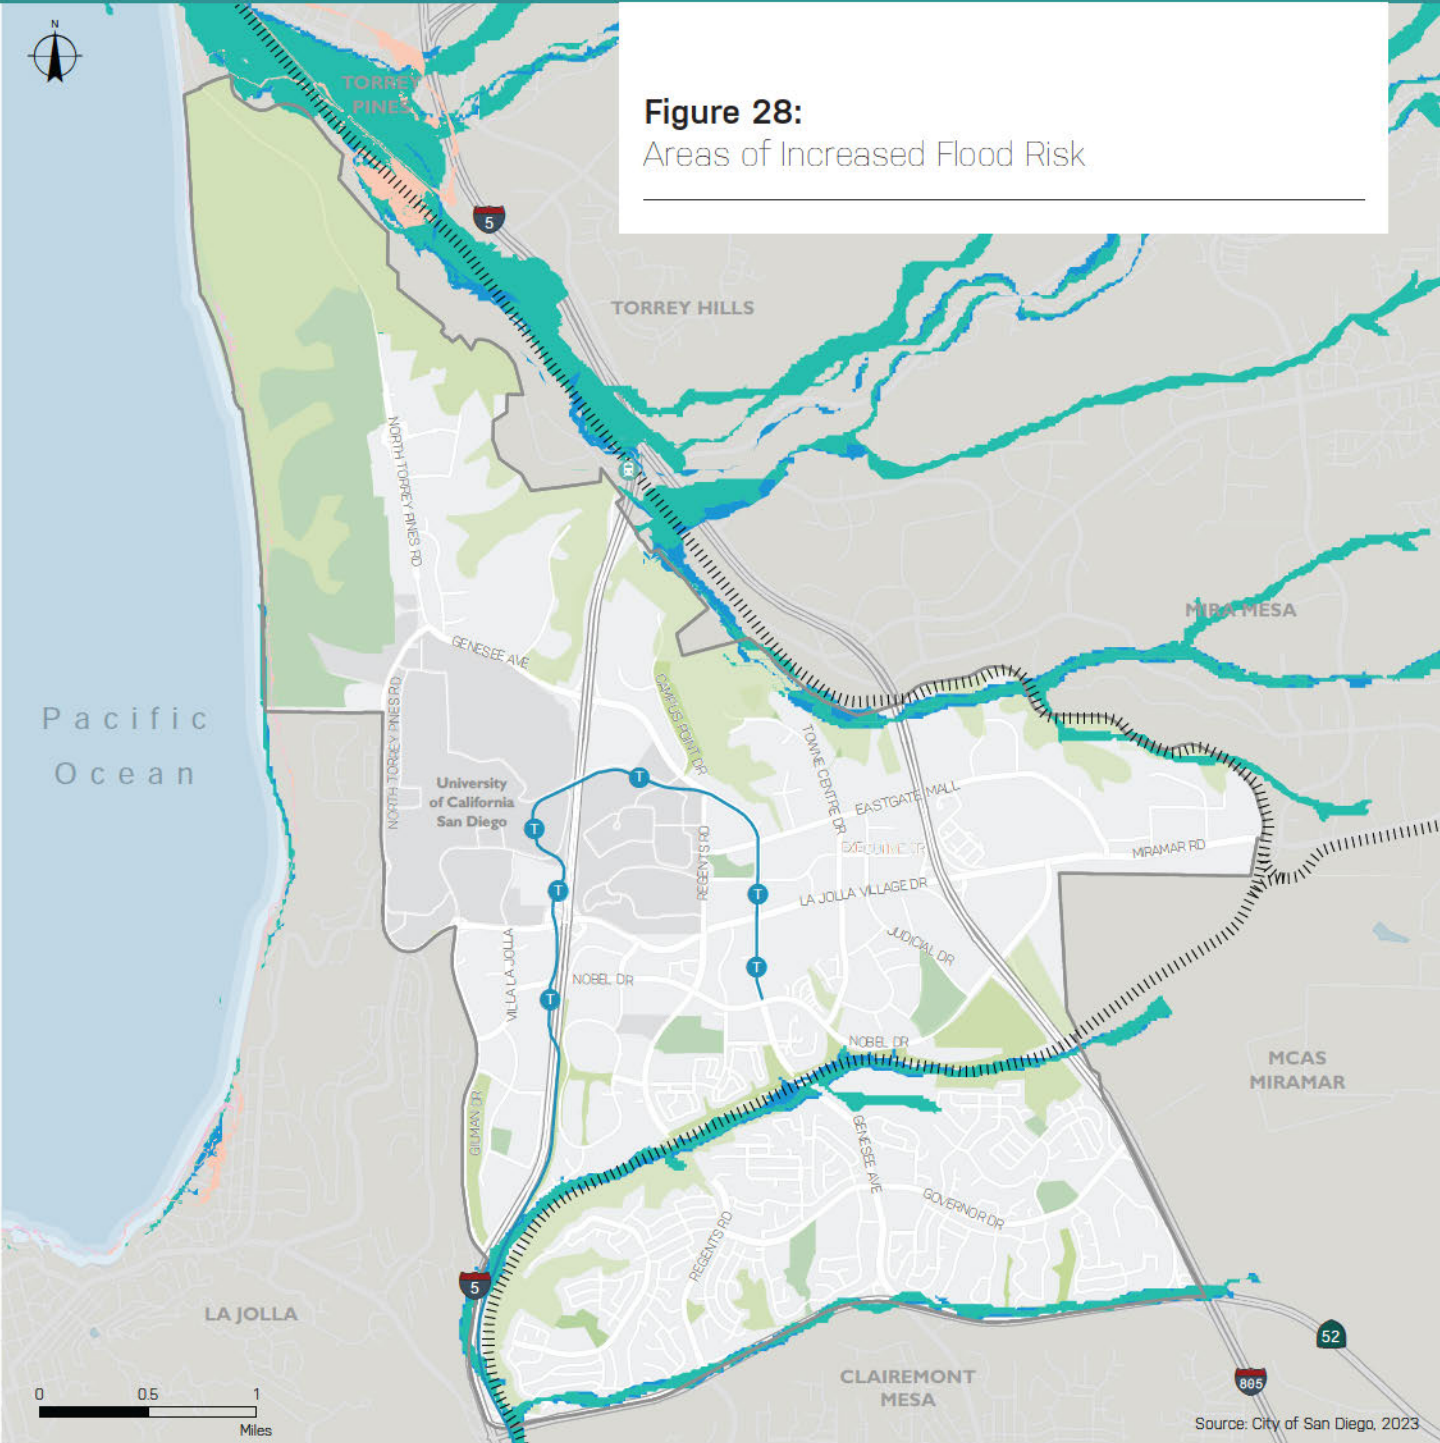 N
Figure 28:
Areas of Increased Flood Risk
TORREY
PINES
5
TORREY HILLS
NORTH TORREY PINES RD
MIRA MESA
GENESEE AVE
CAMPUS POINT DR
NORTH TORREY PINES RD
Pacific
Ocean
TOWNE CENTRE DR
T
University
of California
San Diego
EASTGATE MALL
T
REGENTS RD
EXECUTIVE DR
MIRAMAR RD
T
T
LA JOLLA VILLAGE DR
VILLA LA JOLLA
JUDICIAL DR
T
NOBEL DR
T
NOBEL DR
MCAS
MIRAMAR
GILMAN DR
GENESEE AVE
GOVERNOR DR
REGENTS RD
5
LA JOLLA
52
CLAIREMONT
MESA
805
0 0.5 1
Miles
Source: City of San Diego, 2023